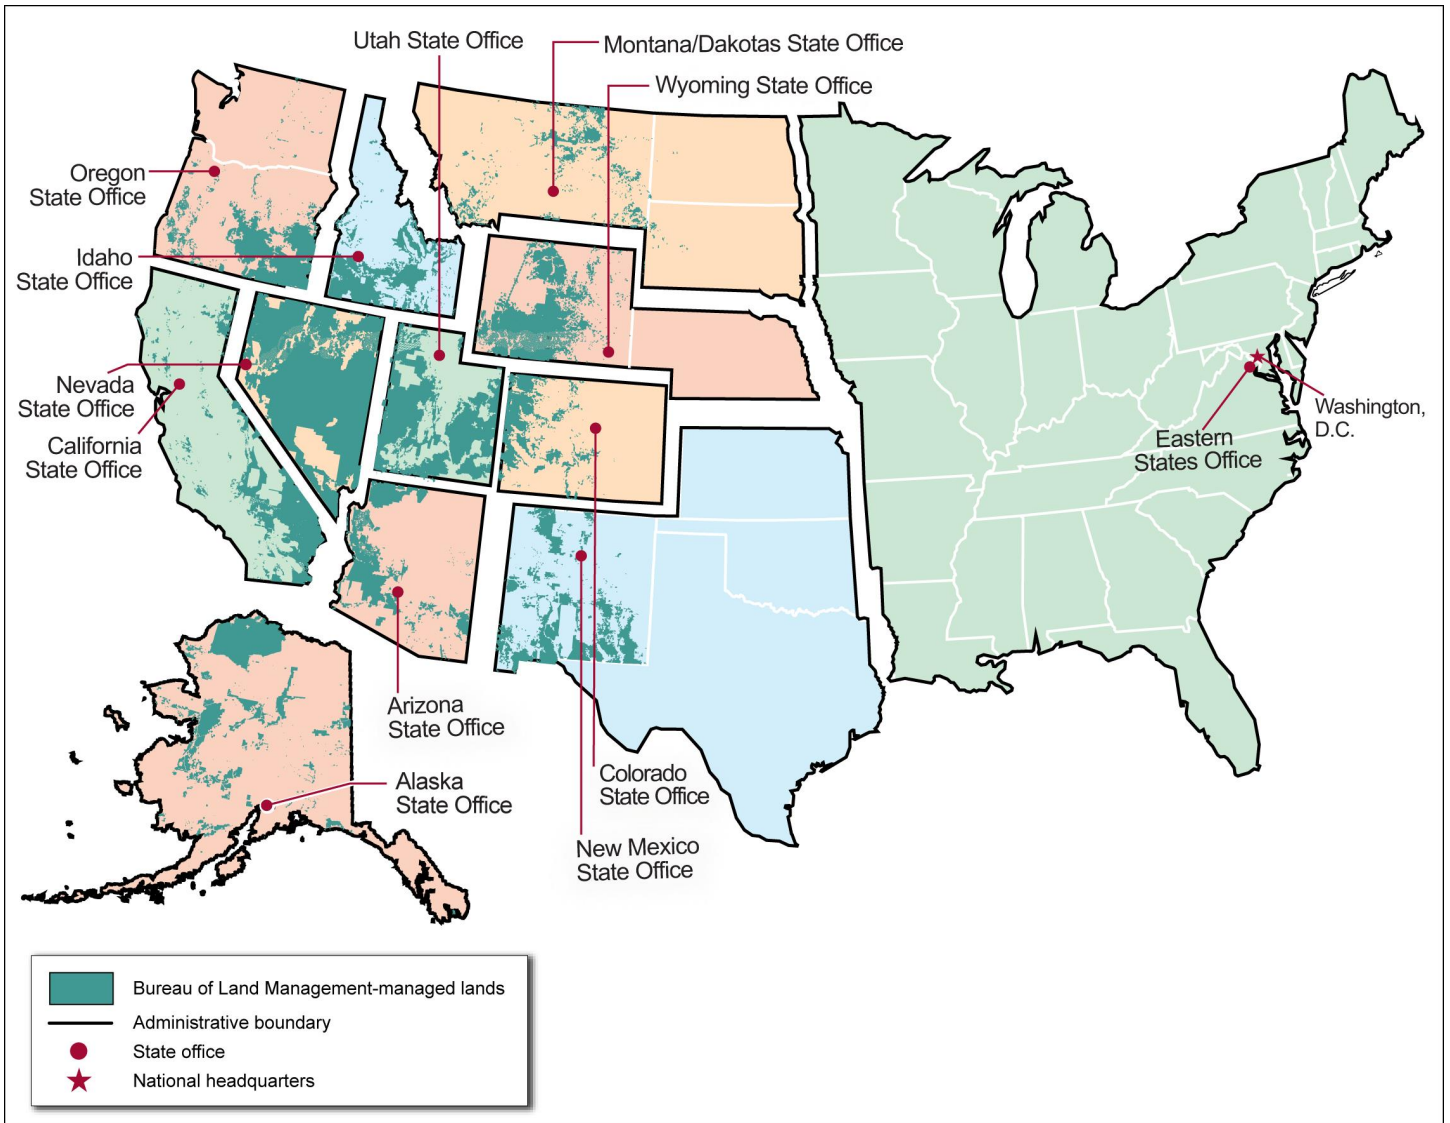 Utah State Office
Montana/Dakotas State Office
Wyoming State Office
Oregon
State Office
Idaho
State Office
Nevada
State Office
California
State Office
Washington,
D.C.
Eastern
States Office
Arizona
State Office
Alaska
State Office
Colorado
State Office
New Mexico
State Office
Bureau of Land Management-managed lands
Administrative boundary
State office
National headquarters